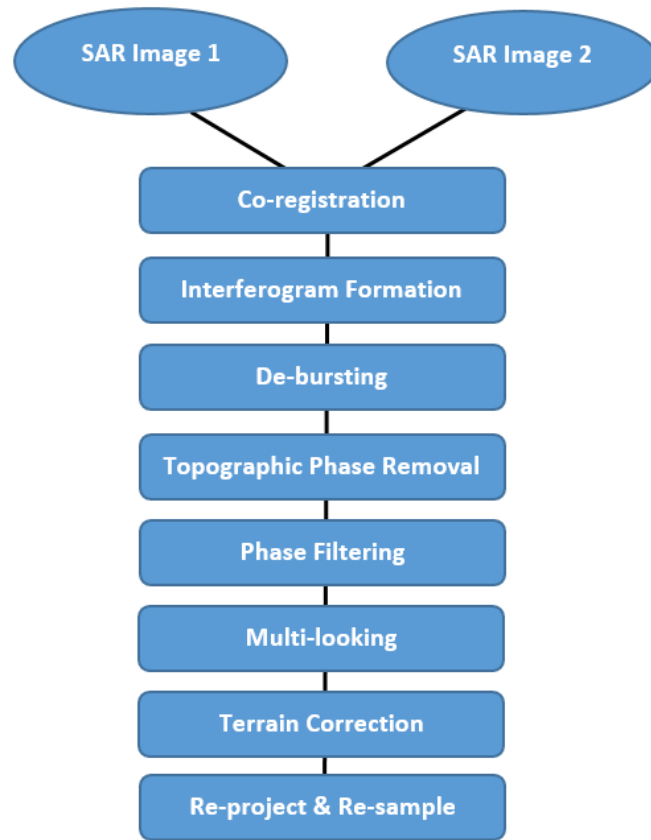 SAR Image 1
SAR Image 2
Co-registration
Interferogram Formation
De-bursting
Topographic Phase Removal
Phase Filtering
Multi-looking
Terrain Correction
Re-project & Re-sample